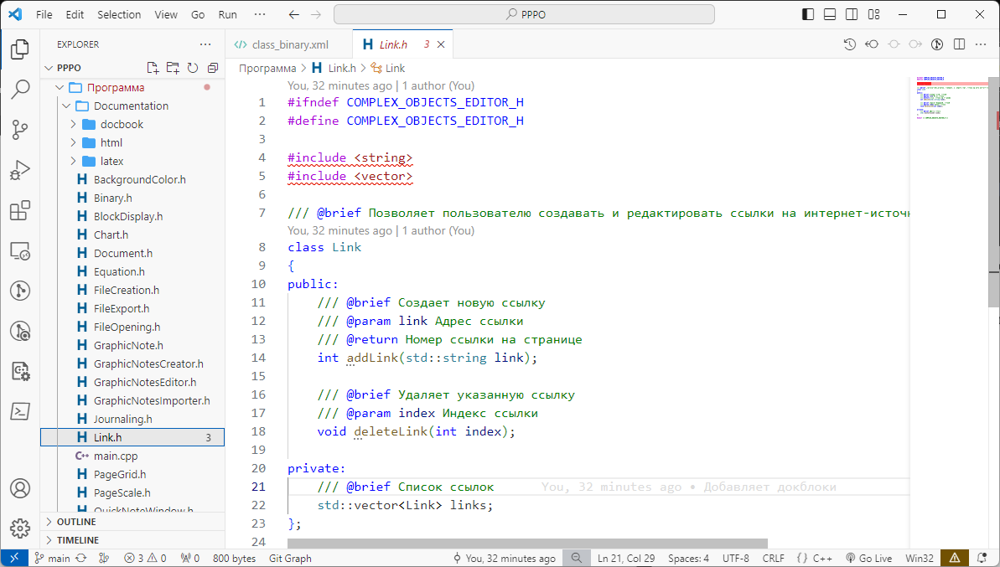 File Edit Selection View Go Run ··· PPPO
EXPLORER ···
class_binary.xml
Link.h 3
PPPO
Программа > Link.h > Link
Программа
Documentation
docbook
html
latex
BackgroundColor.h
Binary.h
BlockDisplay.h
Chart.h
Document.h
Equation.h
FileCreation.h
FileExport.h
FileOpening.h
GraphicNote.h
GraphicNotesCreator.h
GraphicNotesEditor.h
GraphicNotesImporter.h
Journaling.h
Link.h 3
main.cpp
PageGrid.h
PageScale.h
QuickNoteWindow.h
OUTLINE
TIMELINE
You, 32 minutes ago | 1 author (You)
1 #ifndef COMPLEX_OBJECTS_EDITOR_H
2 #define COMPLEX_OBJECTS_EDITOR_H
3
4 #include <string>
5 #include <vector>
6
7 /// @brief Позволяет пользователю создавать и редактировать ссылки на интернет-источн
You, 32 minutes ago | 1 author (You)
8 class Link
9 {
10 public:
11 /// @brief Создает новую ссылку
12 /// @param link Адрес ссылки
13 /// @return Номер ссылки на странице
14 int addLink(std::string link);
15
16 /// @brief Удаляет указанную ссылку
17 /// @param index Индекс ссылки
18 void deleteLink(int index);
19
20 private:
21 /// @brief Список ссылок You, 32 minutes ago • Добавляет докблоки
22 std::vector<Link> links;
23 };
24
main 3 0 0 800 bytes Git Graph You, 32 minutes ago Ln 21, Col 29 Spaces: 4 UTF-8 CRLF {} C++ Go Live Win32